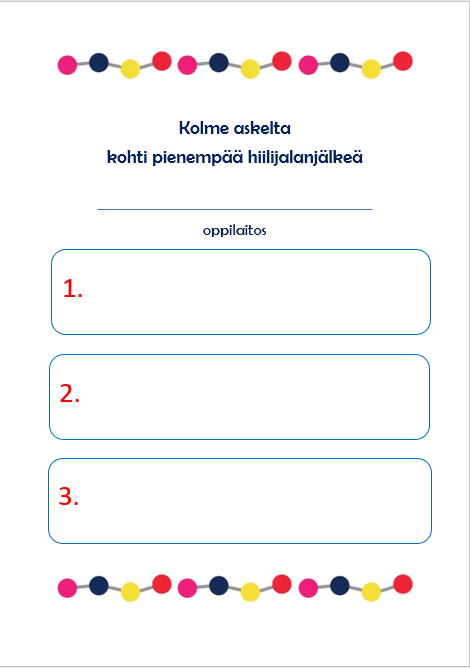 Kolme askelta
kohti pienempää hiilijalanjälkeä
oppilaitos
1.
2.
3.